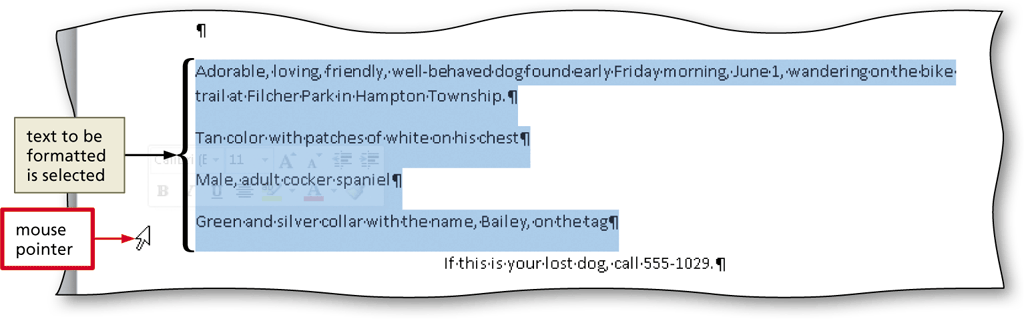 ¶
Adorable, loving, friendly, well-behaved dog found early Friday morning, June 1, wandering on the bike
trail at Filcher Park in Hampton Township. ¶
text to be
formatted
is selected
Tan color with patches of white on his chest¶
11
A A
Male, adult cocker spaniel¶
B
A
Green and silver collar with the name, Bailey, on the tag¶
mouse
pointer
If this is your lost dog, call 555-1029. ¶